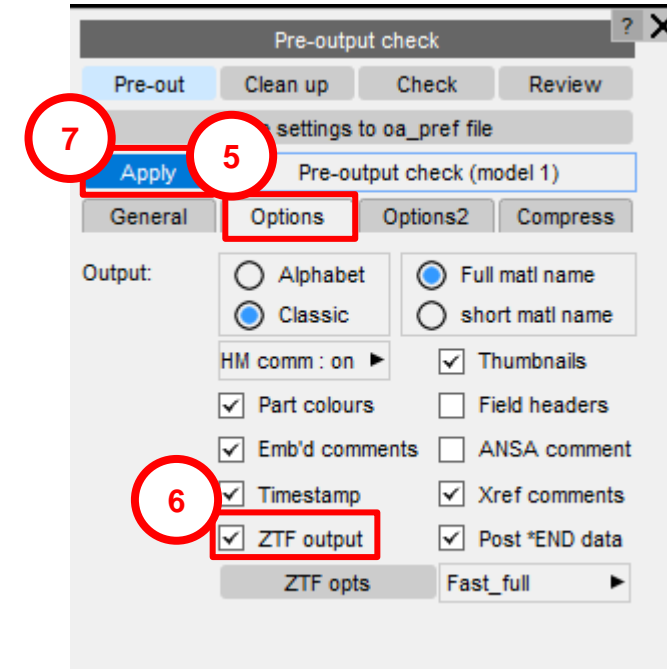 Pre-output check ? X
Pre-out Clean up Check Review
settings to oa_pref file
7
5
Apply Pre-output check (model 1)
General Options Options2 Compress
Output: Alphabet Full matl name
Classic short matl name
HM comm : on Thumbnails
Part colours Field headers
Emb'd comments ANSA comment
6
Timestamp Xref comments
ZTF output Post *END data
ZTF opts Fast_full